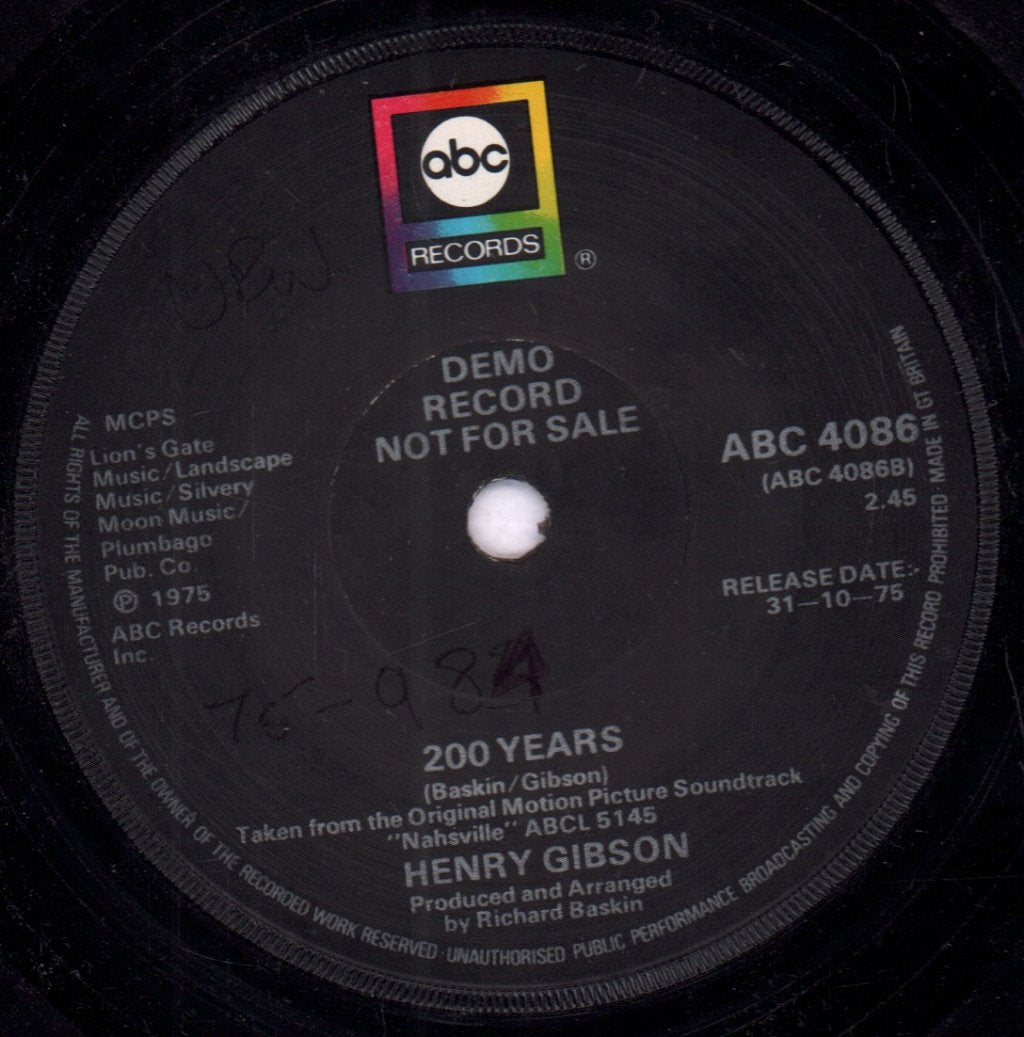 abc
RECORDS
®
DEMO
RECORD
NOT FOR SALE
MCPS
Lion's Gate
Music/Landscape
Music/Silvery
Moon Music/
Plumbago
Pub. Co.
℗ 1975
ABC Records
Inc.
ABC 4086
(ABC 4086B)
2.45
RELEASE DATE:-
31—10—75
200 YEARS
(Baskin/Gibson)
Taken from the Original Motion Picture Soundtrack
"Nahsville" ABCL 5145
HENRY GIBSON
Produced and Arranged
by Richard Baskin
ALL RIGHTS OF THE MANUFACTURER AND OF THE OWNER OF THE RECORDED WORK RESERVED · UNAUTHORISED PUBLIC PERFORMANCE BROADCASTING AND COPYING OF THIS RECORD PROHIBITED · MADE IN GT BRITAIN